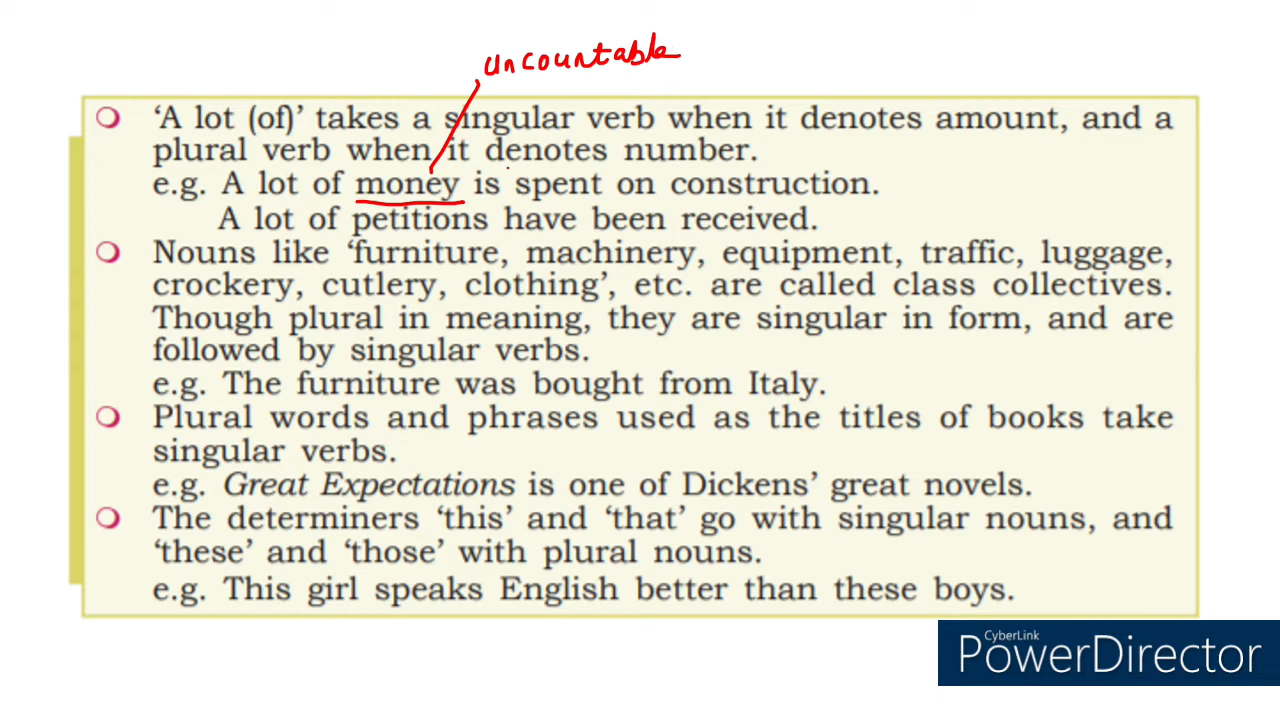 uncountable
‘A lot (of)’ takes a singular verb when it denotes amount, and a
plural verb when it denotes number.
e.g. A lot of money is spent on construction.
A lot of petitions have been received.
Nouns like ‘furniture, machinery, equipment, traffic, luggage,
crockery, cutlery, clothing’, etc. are called class collectives.
Though plural in meaning, they are singular in form, and are
followed by singular verbs.
e.g. The furniture was bought from Italy.
Plural words and phrases used as the titles of books take
singular verbs.
e.g. Great Expectations is one of Dickens’ great novels.
The determiners ‘this’ and ‘that’ go with singular nouns, and
‘these’ and ‘those’ with plural nouns.
e.g. This girl speaks English better than these boys.
CyberLink
PowerDirector